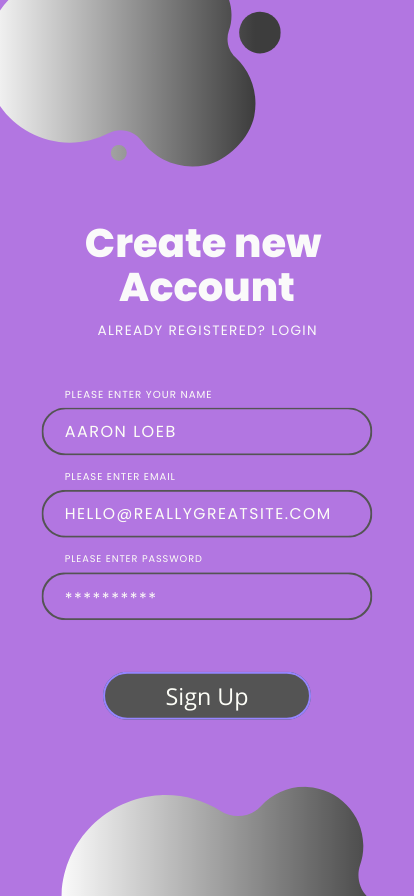 Create new
Account
ALREADY REGISTERED? LOGIN
PLEASE ENTER YOUR NAME
AARON LOEB
PLEASE ENTER EMAIL
HELLO@REALLYGREATSITE.COM
PLEASE ENTER PASSWORD
**********
Sign Up